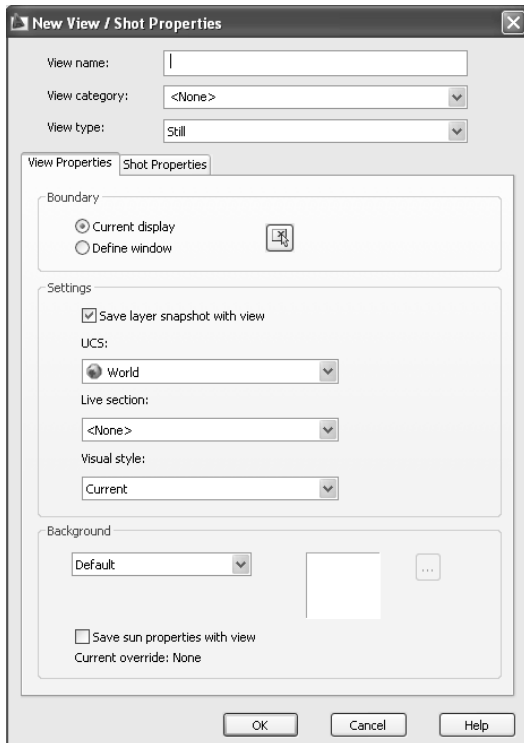 New View / Shot Properties
View name:
View category: <None>
View type: Still
View Properties Shot Properties
Boundary
Current display
Define window
Settings
Save layer snapshot with view
UCS:
World
Live section:
<None>
Visual style:
Current
Background
Default
...
Save sun properties with view
Current override: None
OK Cancel Help